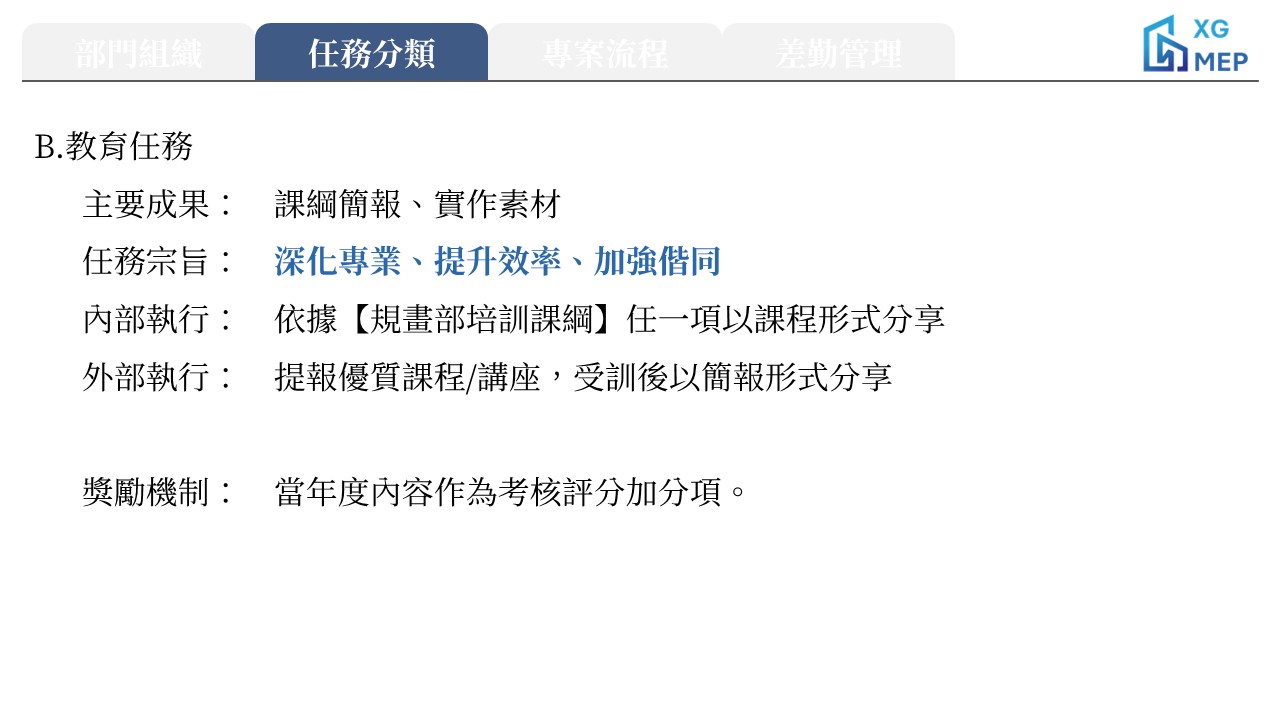 部門組織 任務分類 專案流程 差勤管理
XG
MEP
B.教育任務
主要成果： 課綱簡報、實作素材
任務宗旨： 深化專業、提升效率、加強偕同
內部執行： 依據【規畫部培訓課綱】任一項以課程形式分享
外部執行： 提報優質課程/講座，受訓後以簡報形式分享
獎勵機制： 當年度內容作為考核評分加分項。